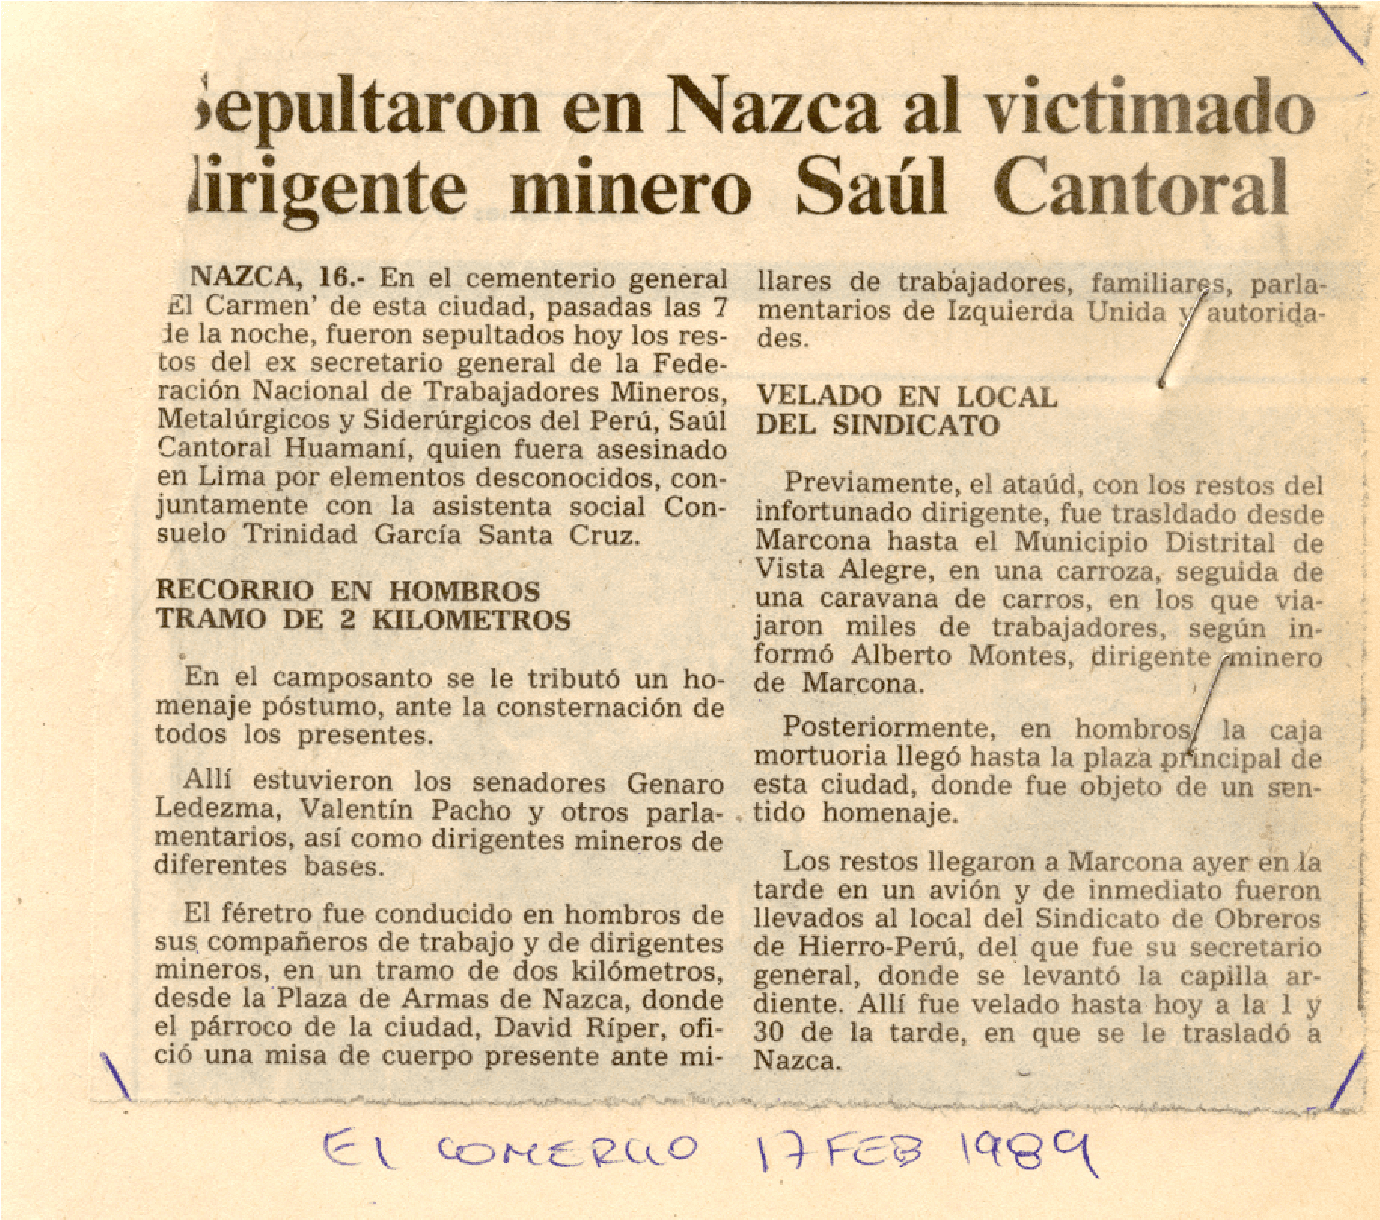 Sepultaron en Nazca al victimado
dirigente minero Saúl Cantoral
NAZCA, 16.- En el cementerio general
El Carmen' de esta ciudad, pasadas las 7
de la noche, fueron sepultados hoy los res-
tos del ex secretario general de la Fede-
ración Nacional de Trabajadores Mineros,
Metalúrgicos y Siderúrgicos del Perú, Saúl
Cantoral Huamaní, quien fuera asesinado
en Lima por elementos desconocidos, con-
juntamente con la asistenta social Con-
suelo Trinidad García Santa Cruz.
RECORRIO EN HOMBROS
TRAMO DE 2 KILOMETROS
En el camposanto se le tributó un ho-
menaje póstumo, ante la consternación de
todos los presentes.
Allí estuvieron los senadores Genaro
Ledezma, Valentín Pacho y otros parla-
mentarios, así como dirigentes mineros de
diferentes bases.
El féretro fue conducido en hombros de
sus compañeros de trabajo y de dirigentes
mineros, en un tramo de dos kilómetros,
desde la Plaza de Armas de Nazca, donde
el párroco de la ciudad, David Ríper, ofi-
ció una misa de cuerpo presente ante mi-
llares de trabajadores, familiares, parla-
mentarios de Izquierda Unida y autorida-
des.
VELADO EN LOCAL
DEL SINDICATO
Previamente, el ataúd, con los restos del
infortunado dirigente, fue trasldado desde
Marcona hasta el Municipio Distrital de
Vista Alegre, en una carroza, seguida de
una caravana de carros, en los que via-
jaron miles de trabajadores, según in-
formó Alberto Montes, dirigente minero
de Marcona.
Posteriormente, en hombros, la caja
mortuoria llegó hasta la plaza principal de
esta ciudad, donde fue objeto de un sen-
tido homenaje.
Los restos llegaron a Marcona ayer en la
tarde en un avión y de inmediato fueron
llevados al local del Sindicato de Obreros
de Hierro-Perú, del que fue su secretario
general, donde se levantó la capilla ar-
diente. Allí fue velado hasta hoy a la 1 y
30 de la tarde, en que se le trasladó a
Nazca.
El COMERCIO 17 FEB 1989